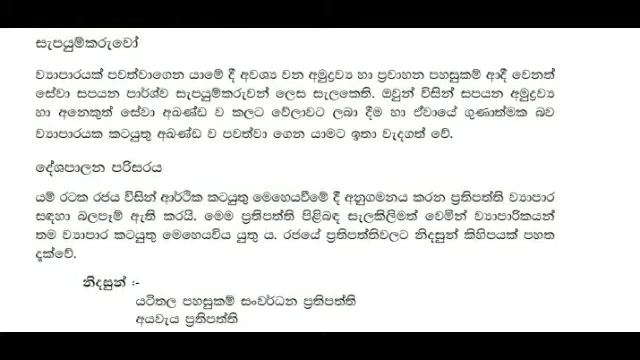 සැපයුම්කරුවෝ
ව්‍යාපාරයක් පවත්වාගෙන යාමේ දී අවශ්‍ය වන අමුද්‍රව්‍ය හා ප්‍රවාහන පහසුකම් ආදී වෙනත්
සේවා සපයන පාර්ශ්ව සැපයුම්කරුවන් ලෙස සැලකෙති. ඔවුන් විසින් සපයන අමුද්‍රව්‍ය
හා අනෙකුත් සේවා අඛණ්ඩ ව කලට වේලාවට ලබා දීම හා ඒවායේ ගුණාත්මක බව
ව්‍යාපාරයක කටයුතු අඛණ්ඩ ව පවත්වා ගෙන යාමට ඉතා වැදගත් වේ.
දේශපාලන පරිසරය
යම් රටක රජය විසින් ආර්ථික කටයුතු මෙහෙයවීමේ දී අනුගමනය කරන ප්‍රතිපත්ති ව්‍යාපාර
සඳහා බලපෑම් ඇති කරයි. මෙම ප්‍රතිපත්ති පිළිබඳ සැලකිලිමත් වෙමින් ව්‍යාපාරිකයන්
තම ව්‍යාපාර කටයුතු මෙහෙයවිය යුතු ය. රජයේ ප්‍රතිපත්තිවලට නිදසුන් කිහිපයක් පහත
දැක්වේ.
නිදසුන් :-
යටිතල පහසුකම් සංවර්ධන ප්‍රතිපත්ති
අයවැය ප්‍රතිපත්ති